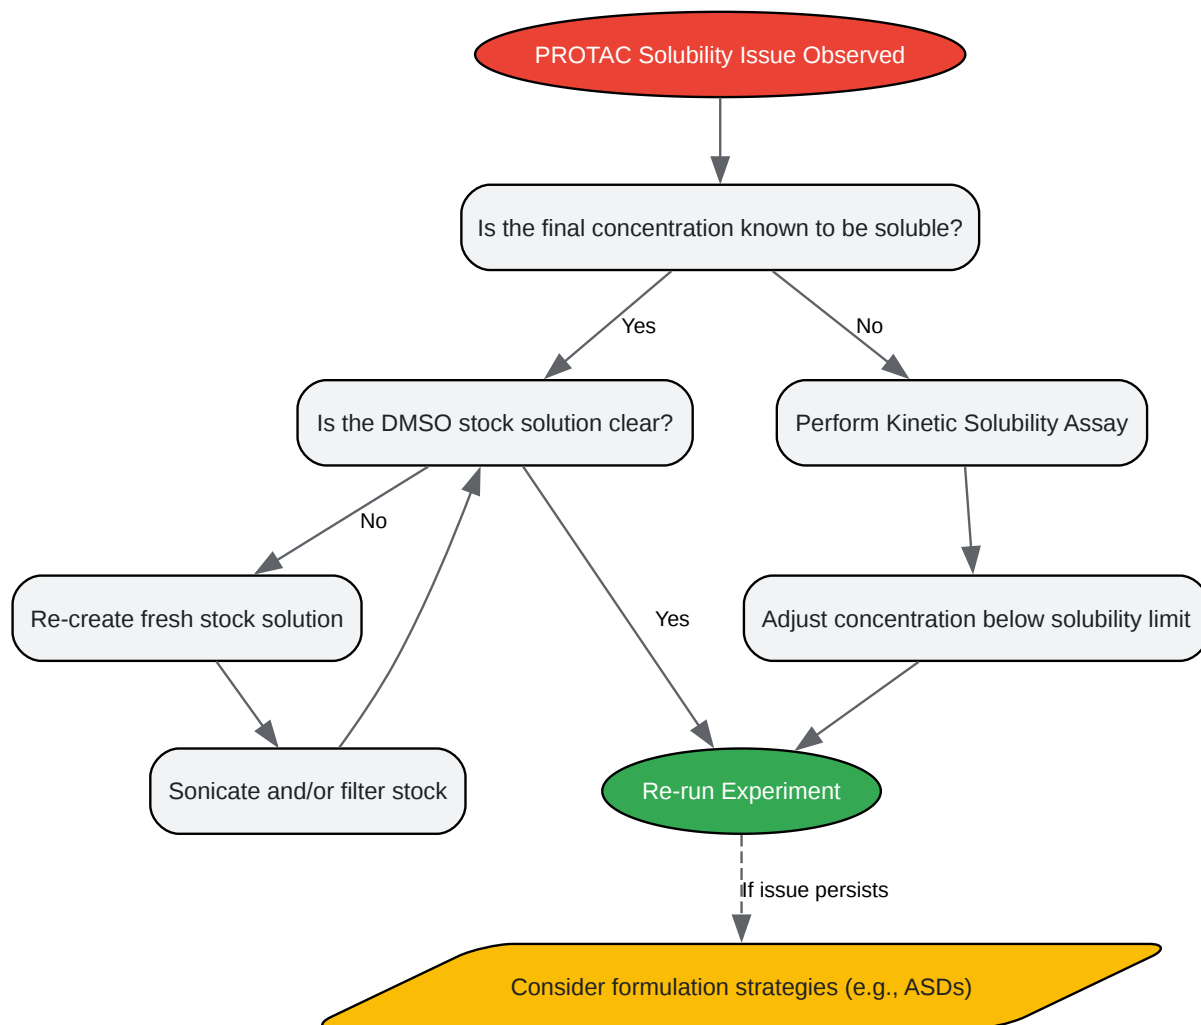 PROTAC Solubility Issue Observed
Is the final concentration known to be soluble?
Yes
No
Is the DMSO stock solution clear?
Perform Kinetic Solubility Assay
No
Re-create fresh stock solution
Yes
Adjust concentration below solubility limit
Sonicate and/or filter stock
Re-run Experiment
If issue persists
Consider formulation strategies (e.g., ASDs)